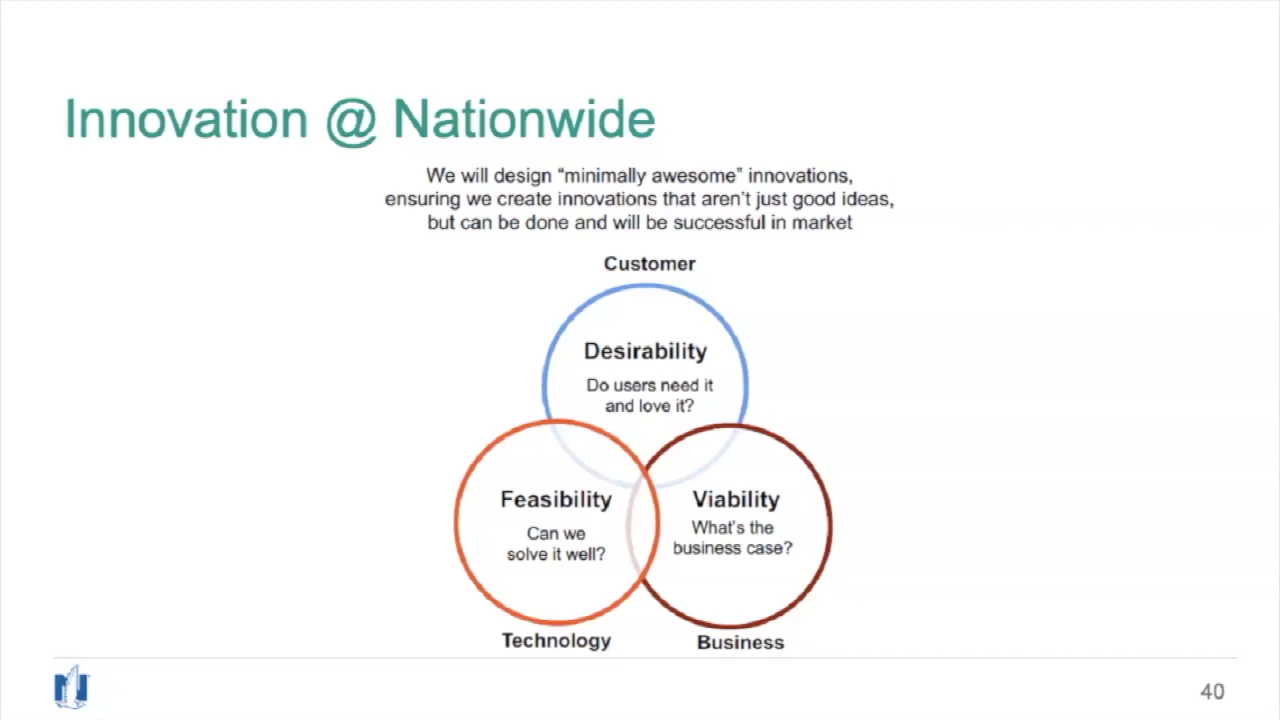 Innovation @ Nationwide
We will design “minimally awesome” innovations,
ensuring we create innovations that aren’t just good ideas,
but can be done and will be successful in market
Customer
Desirability
Do users need it
and love it?
Feasibility
Can we
solve it well?
Viability
What’s the
business case?
Technology
Business
N
40